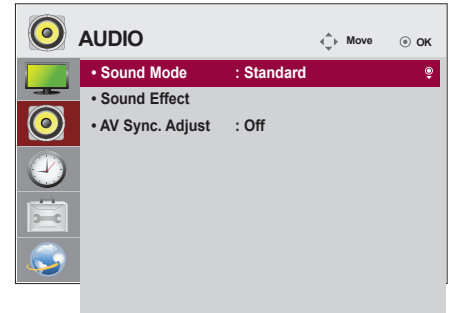 AUDIO
Move
OK
• Sound Mode : Standard
• Sound Effect
• AV Sync. Adjust : Off